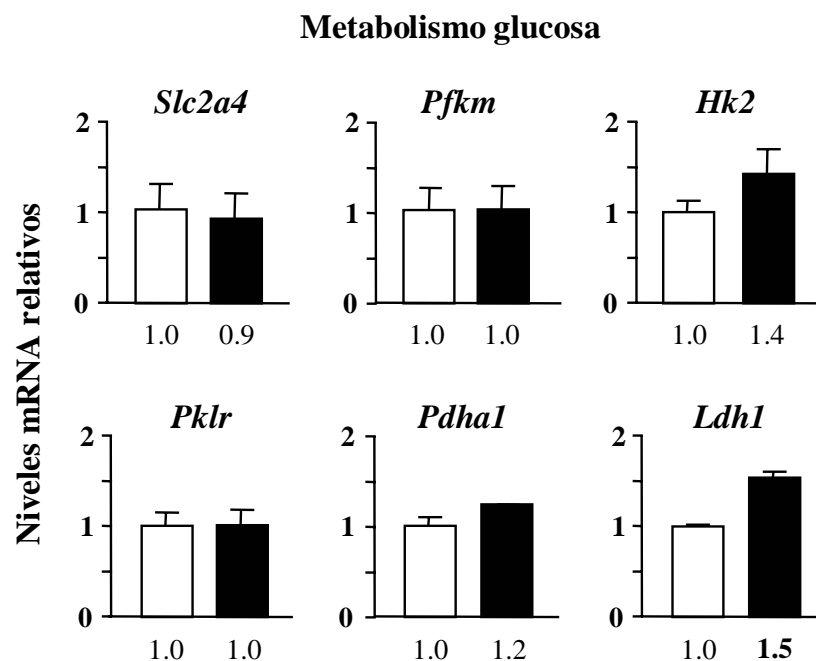 Metabolismo glucosa
Niveles mRNA relativos
Slc2a4 Pfkm Hk2
2 2 2
1 1 1
0 0 0
1.0 0.9 1.0 1.0 1.0 1.4
Pklr Pdha1 Ldh1
2 2 2
1 1 1
0 0 0
1.0 1.0 1.0 1.2 1.0 1.5